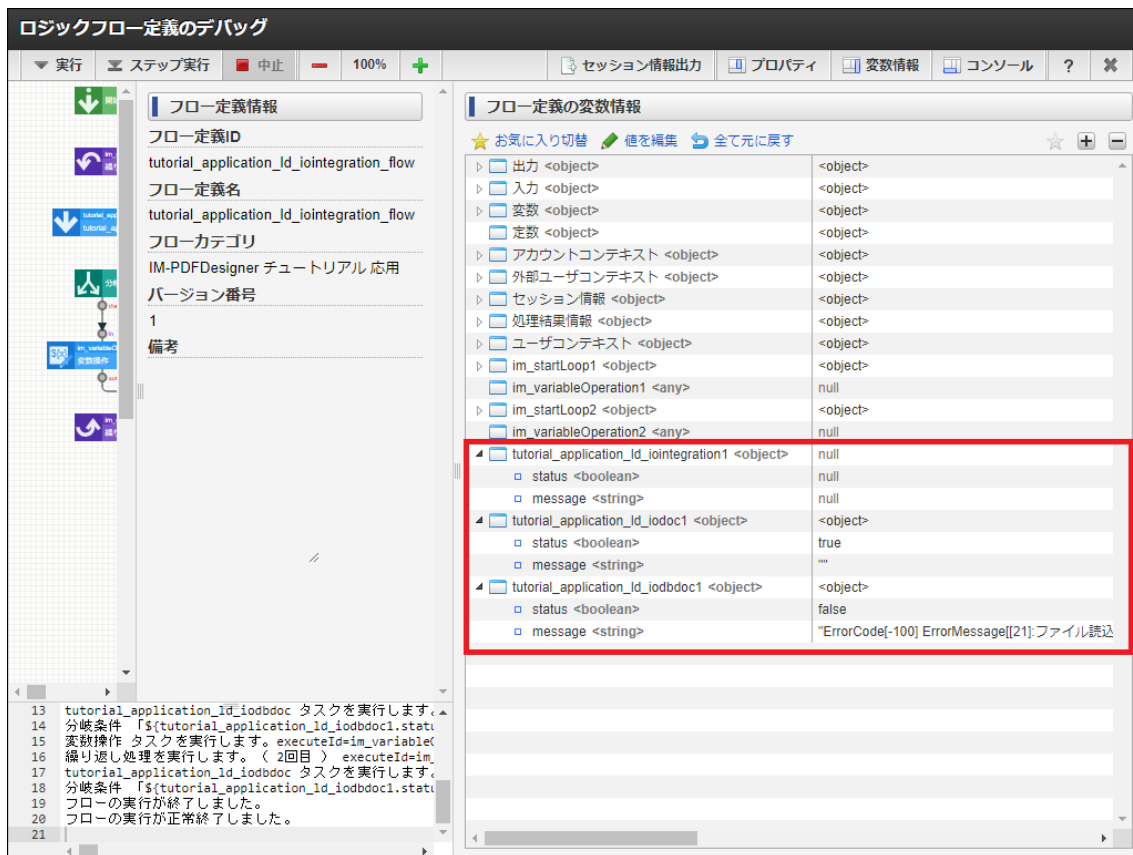 ロジックフロー定義のデバッグ
実行 ステップ実行 中止 100% セッション情報出力 プロパティ 変数情報 コンソール ?
フロー定義情報
フロー定義ID
tutorial_application_ld_iointegration_flow
フロー定義名
tutorial_application_ld_iointegration_flow
フローカテゴリ
IM-PDFDesigner チュートリアル 応用
バージョン番号
1
備考
フロー定義の変数情報
お気に入り切替 値を編集 全て元に戻す
出力 <object> <object>
入力 <object> <object>
変数 <object> <object>
定数 <object> <object>
アカウントコンテキスト <object> <object>
外部ユーザコンテキスト <object> <object>
セッション情報 <object> <object>
処理結果情報 <object> <object>
ユーザコンテキスト <object> <object>
im_startLoop1 <object> <object>
im_variableOperation1 <any> null
im_startLoop2 <object> <object>
im_variableOperation2 <any> null
tutorial_application_ld_iointegration1 <object> null
status <boolean> null
message <string> null
tutorial_application_ld_iodoc1 <object> <object>
status <boolean> true
message <string> ""
tutorial_application_ld_iodbdoc1 <object> <object>
status <boolean> false
message <string> "ErrorCode[-100] ErrorMessage[[21]:ファイル読込
13 tutorial_application_ld_iodbdoc タスクを実行します。
14 分岐条件 「${tutorial_application_ld_iodbdoc1.statu
15 変数操作 タスクを実行します。executeId=im_variableO
16 繰り返し処理を実行します。（ 2回目 ） executeId=im_
17 tutorial_application_ld_iodbdoc タスクを実行します。
18 分岐条件 「${tutorial_application_ld_iodbdoc1.statu
19 フローの実行が終了しました。
20 フローの実行が正常終了しました。
21